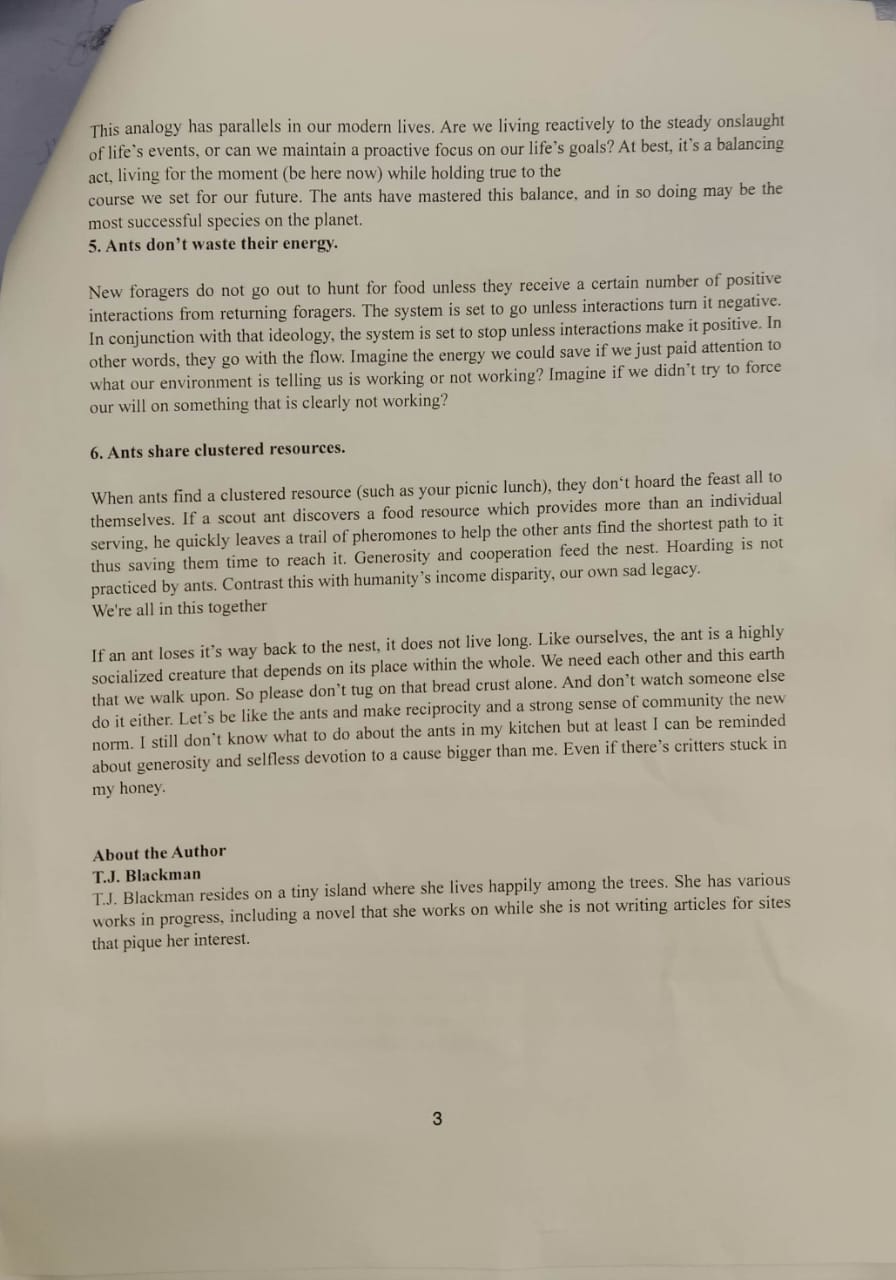 This analogy has parallels in our modern lives. Are we living reactively to the steady onslaught
of life's events, or can we maintain a proactive focus on our life's goals? At best, it's a balancing
act, living for the moment (be here now) while holding true to the
course we set for our future. The ants have mastered this balance, and in so doing may be the
most successful species on the planet.
5. Ants don't waste their energy.
New foragers do not go out to hunt for food unless they receive a certain number of positive
interactions from returning foragers. The system is set to go unless interactions turn it negative.
In conjunction with that ideology, the system is set to stop unless interactions make it positive. In
other words, they go with the flow. Imagine the energy we could save if we just paid attention to
what our environment is telling us is working or not working? Imagine if we didn't try to force
our will on something that is clearly not working?
6. Ants share clustered resources.
When ants find a clustered resource (such as your picnic lunch), they don‘t hoard the feast all to
themselves. If a scout ant discovers a food resource which provides more than an individual
serving, he quickly leaves a trail of pheromones to help the other ants find the shortest path to it
thus saving them time to reach it. Generosity and cooperation feed the nest. Hoarding is not
practiced by ants. Contrast this with humanity's income disparity, our own sad legacy.
We're all in this together
If an ant loses it's way back to the nest, it does not live long. Like ourselves, the ant is a highly
socialized creature that depends on its place within the whole. We need each other and this earth
that we walk upon. So please don't tug on that bread crust alone. And don't watch someone else
do it either. Let's be like the ants and make reciprocity and a strong sense of community the new
norm. I still don't know what to do about the ants in my kitchen but at least I can be reminded
about generosity and selfless devotion to a cause bigger than me. Even if there's critters stuck in
my honey.
About the Author
T.J. Blackman
T.J. Blackman resides on a tiny island where she lives happily among the trees. She has various
works in progress, including a novel that she works on while she is not writing articles for sites
that pique her interest.
3